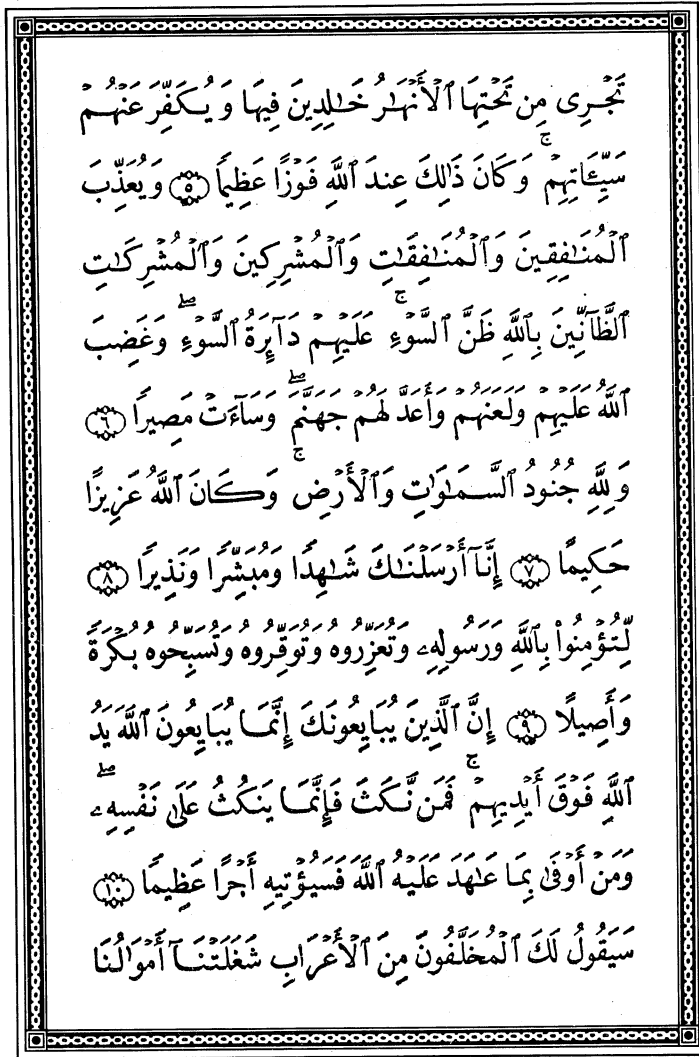 تَجْرِى مِن تَحْتِهَا ٱلْأَنْهَٰرُ خَٰلِدِينَ فِيهَا وَيُكَفِّرَ عَنْهُمْ
سَيِّـَٔاتِهِمْ ۚ وَكَانَ ذَٰلِكَ عِندَ ٱللَّهِ فَوْزًا عَظِيمًا ٥ وَيُعَذِّبَ
ٱلْمُنَٰفِقِينَ وَٱلْمُنَٰفِقَٰتِ وَٱلْمُشْرِكِينَ وَٱلْمُشْرِكَٰتِ
ٱلظَّآنِّينَ بِٱللَّهِ ظَنَّ ٱلسَّوْءِ ۚ عَلَيْهِمْ دَآئِرَةُ ٱلسَّوْءِ ۖ وَغَضِبَ
ٱللَّهُ عَلَيْهِمْ وَلَعَنَهُمْ وَأَعَدَّ لَهُمْ جَهَنَّمَ ۖ وَسَآءَتْ مَصِيرًا ٦
وَلِلَّهِ جُنُودُ ٱلسَّمَٰوَٰتِ وَٱلْأَرْضِ ۚ وَكَانَ ٱللَّهُ عَزِيزًا
حَكِيمًا ٧ إِنَّآ أَرْسَلْنَٰكَ شَٰهِدًا وَمُبَشِّرًا وَنَذِيرًا ٨
لِّتُؤْمِنُوا۟ بِٱللَّهِ وَرَسُولِهِۦ وَتُعَزِّرُوهُ وَتُوَقِّرُوهُ وَتُسَبِّحُوهُ بُكْرَةً
وَأَصِيلًا ٩ إِنَّ ٱلَّذِينَ يُبَايِعُونَكَ إِنَّمَا يُبَايِعُونَ ٱللَّهَ يَدُ
ٱللَّهِ فَوْقَ أَيْدِيهِمْ ۚ فَمَن نَّكَثَ فَإِنَّمَا يَنكُثُ عَلَىٰ نَفْسِهِۦ ۖ
وَمَنْ أَوْفَىٰ بِمَا عَٰهَدَ عَلَيْهُ ٱللَّهَ فَسَيُؤْتِيهِ أَجْرًا عَظِيمًا ١٠
سَيَقُولُ لَكَ ٱلْمُخَلَّفُونَ مِنَ ٱلْأَعْرَابِ شَغَلَتْنَآ أَمْوَٰلُنَا